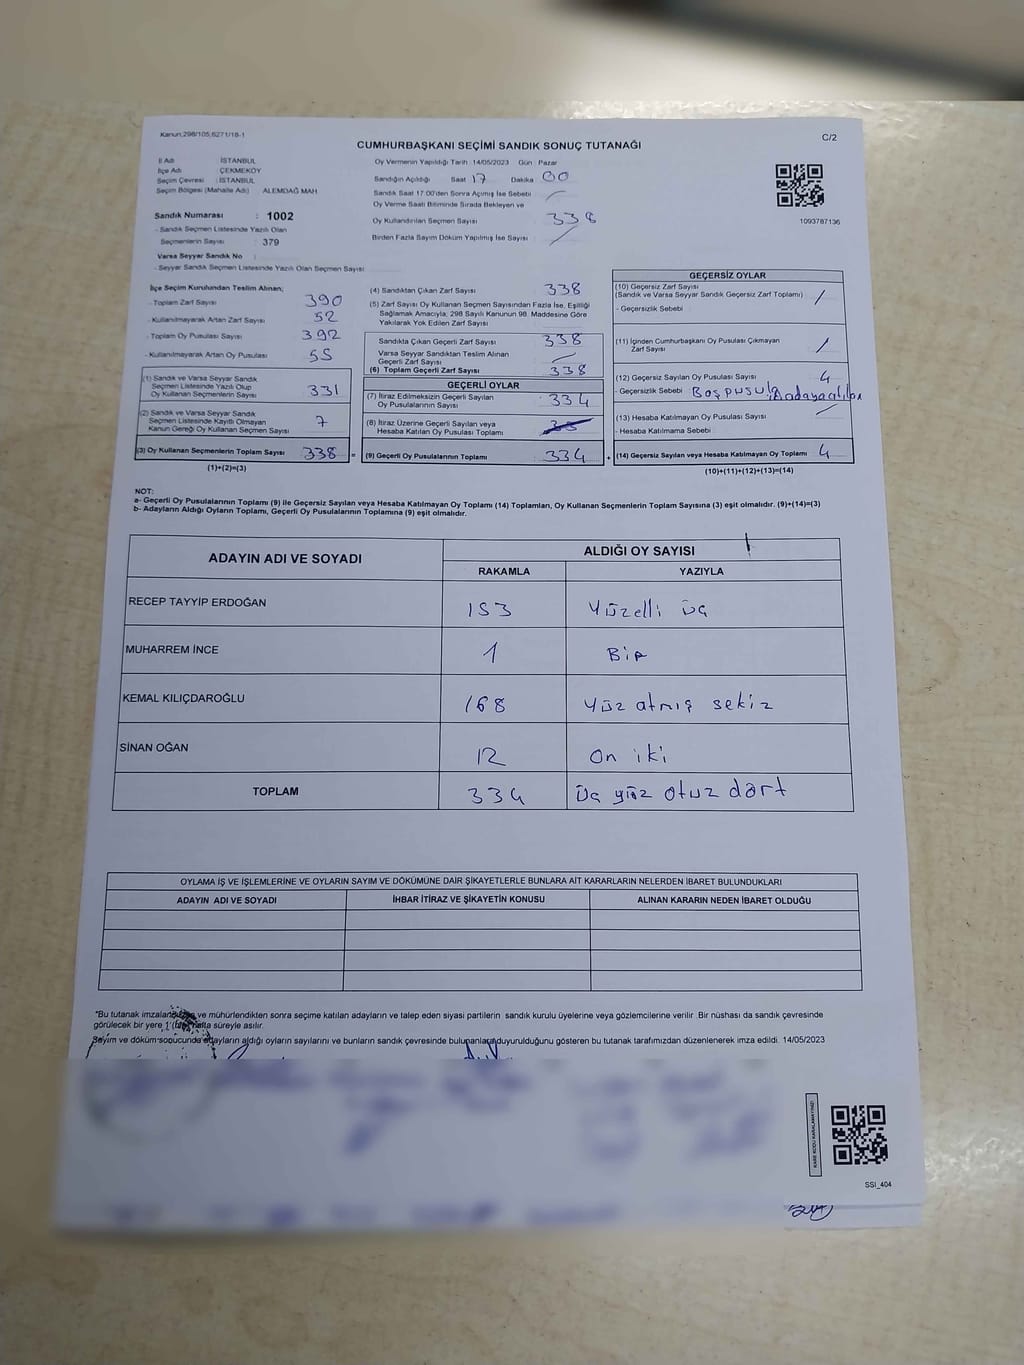 Kanun,298/105;6271/18-1
C/2
CUMHURBAŞKANI SEÇİMİ SANDIK SONUÇ TUTANAĞI
İl Adı : İSTANBUL
İlçe Adı : ÇEKMEKÖY
Seçim Çevresi : İSTANBUL
Seçim Bölgesi (Mahalle Adı) : ALEMDAĞ MAH.
Sandık Numarası : 1002
- Sandık Seçmen Listesinde Yazılı Olan
Seçmenlerin Sayısı : 379
Varsa Seyyar Sandık No :
- Seyyar Sandık Seçmen Listesinde Yazılı Olan Seçmen Sayısı
Oy Vermenin Yapıldığı Tarih :14/05/2023 Gün : Pazar
Sandığın Açıldığı Saat 17 Dakika 00
Sandık Saat 17:00'den Sonra Açımış İse Sebebi
Oy Verme Saati Bitiminde Sırada Bekleyen ve
Oy Kullandırılan Seçmen Sayısı 338
Birden Fazla Sayım Döküm Yapılmış İse Sayısı
1093787136
İlçe Seçim Kurulundan Teslim Alınan;
- Toplam Zarf Sayısı 390
- Kullanılmayarak Artan Zarf Sayısı 52
- Toplam Oy Pusulası Sayısı 392
- Kullanılmayarak Artan Oy Pusulası 55
(1) Sandık ve Varsa Seyyar Sandık
Seçmen Listesinde Yazılı Olup
Oy Kullanan Seçmenlerin Sayısı 331
(2) Sandık ve Varsa Seyyar Sandık
Seçmen Listesinde Kayıtlı Olmayan
Kanun Gereği Oy Kullanan Seçmen Sayısı 7
(3) Oy Kullanan Seçmenlerin Toplam Sayısı 338 =
(1)+(2)=(3)
(4) Sandıktan Çıkan Zarf Sayısı 338
(5) Zarf Sayısı Oy Kullanan Seçmen Sayısından Fazla İse, Eşitliği
Sağlamak Amacıyla, 298 Sayılı Kanunun 98. Maddesine Göre
Yakılarak Yok Edilen Zarf Sayısı
Sandıkta Çıkan Geçerli Zarf Sayısı 338
Varsa Seyyar Sandıktan Teslim Alınan
Geçerli Zarf Sayısı
(6) Toplam Geçerli Zarf Sayısı 338
GEÇERLİ OYLAR
(7) İtiraz Edilmeksizin Geçerli Sayılan
Oy Pusulalarının Sayısı 334
(8) İtiraz Üzerine Geçerli Sayılan veya
Hesaba Katılan Oy Pusulası Toplamı
(9) Geçerli Oy Pusulalarının Toplamı 334 +
GEÇERSİZ OYLAR
(10) Geçersiz Zarf Sayısı
(Sandık ve Varsa Seyyar Sandık Geçersiz Zarf Toplamı)
- Geçersizlik Sebebi
(11) İçinden Cumhurbaşkanı Oy Pusulası Çıkmayan
Zarf Sayısı
(12) Geçersiz Sayılan Oy Pusulası Sayısı 4
- Geçersizlik Sebebi Boş pusula
(13) Hesaba Katılmayan Oy Pusulası Sayısı
- Hesaba Katılmama Sebebi
(14) Geçersiz Sayılan veya Hesaba Katılmayan Oy Toplamı 4
(10)+(11)+(12)+(13)=(14)
NOT:
a- Geçerli Oy Pusulalarının Toplamı (9) ile Geçersiz Sayılan veya Hesaba Katılmayan Oy Toplamı (14) Toplamları, Oy Kullanan Seçmenlerin Toplam Sayısına (3) eşit olmalıdır. (9)+(14)=(3)
b- Adayların Aldığı Oyların Toplamı, Geçerli Oy Pusulalarının Toplamına (9) eşit olmalıdır.
ADAYIN ADI VE SOYADI
ALDIĞI OY SAYISI
RAKAMLA YAZIYLA
RECEP TAYYİP ERDOĞAN 153 Yüzelli üç
MUHARREM İNCE 1 Bir
KEMAL KILIÇDAROĞLU 168 Yüz atmış sekiz
SİNAN OĞAN 12 On iki
TOPLAM 334 Üç yüz otuz dört
OYLAMA İŞ VE İŞLEMLERİNE VE OYLARIN SAYIM VE DÖKÜMÜNE DAİR ŞİKAYETLERLE BUNLARA AİT KARARLARIN NELERDEN İBARET BULUNDUKLARI
ADAYIN ADI VE SOYADI İHBAR İTİRAZ VE ŞİKAYETİN KONUSU ALINAN KARARIN NEDEN İBARET OLDUĞU
"Bu tutanak ve mühürlendikten sonra seçime katılan adayların ve talep eden siyasi partilerin sandık kurulu üyelerine veya gözlemcilerine verilir. Bir nüshası da sandık çevresinde
görülecek bir yere 1 süreyle asılır.
Sayım ve döküm sonucunda adayların aldığı oyların sayılarını ve bunların sandık çevresinde duyurulduğunu gösteren bu tutanak tarafımızdan düzenlenerek imza edildi. 14/05/2023
KARE KODU KARALAMAYINIZ!
SSI_404